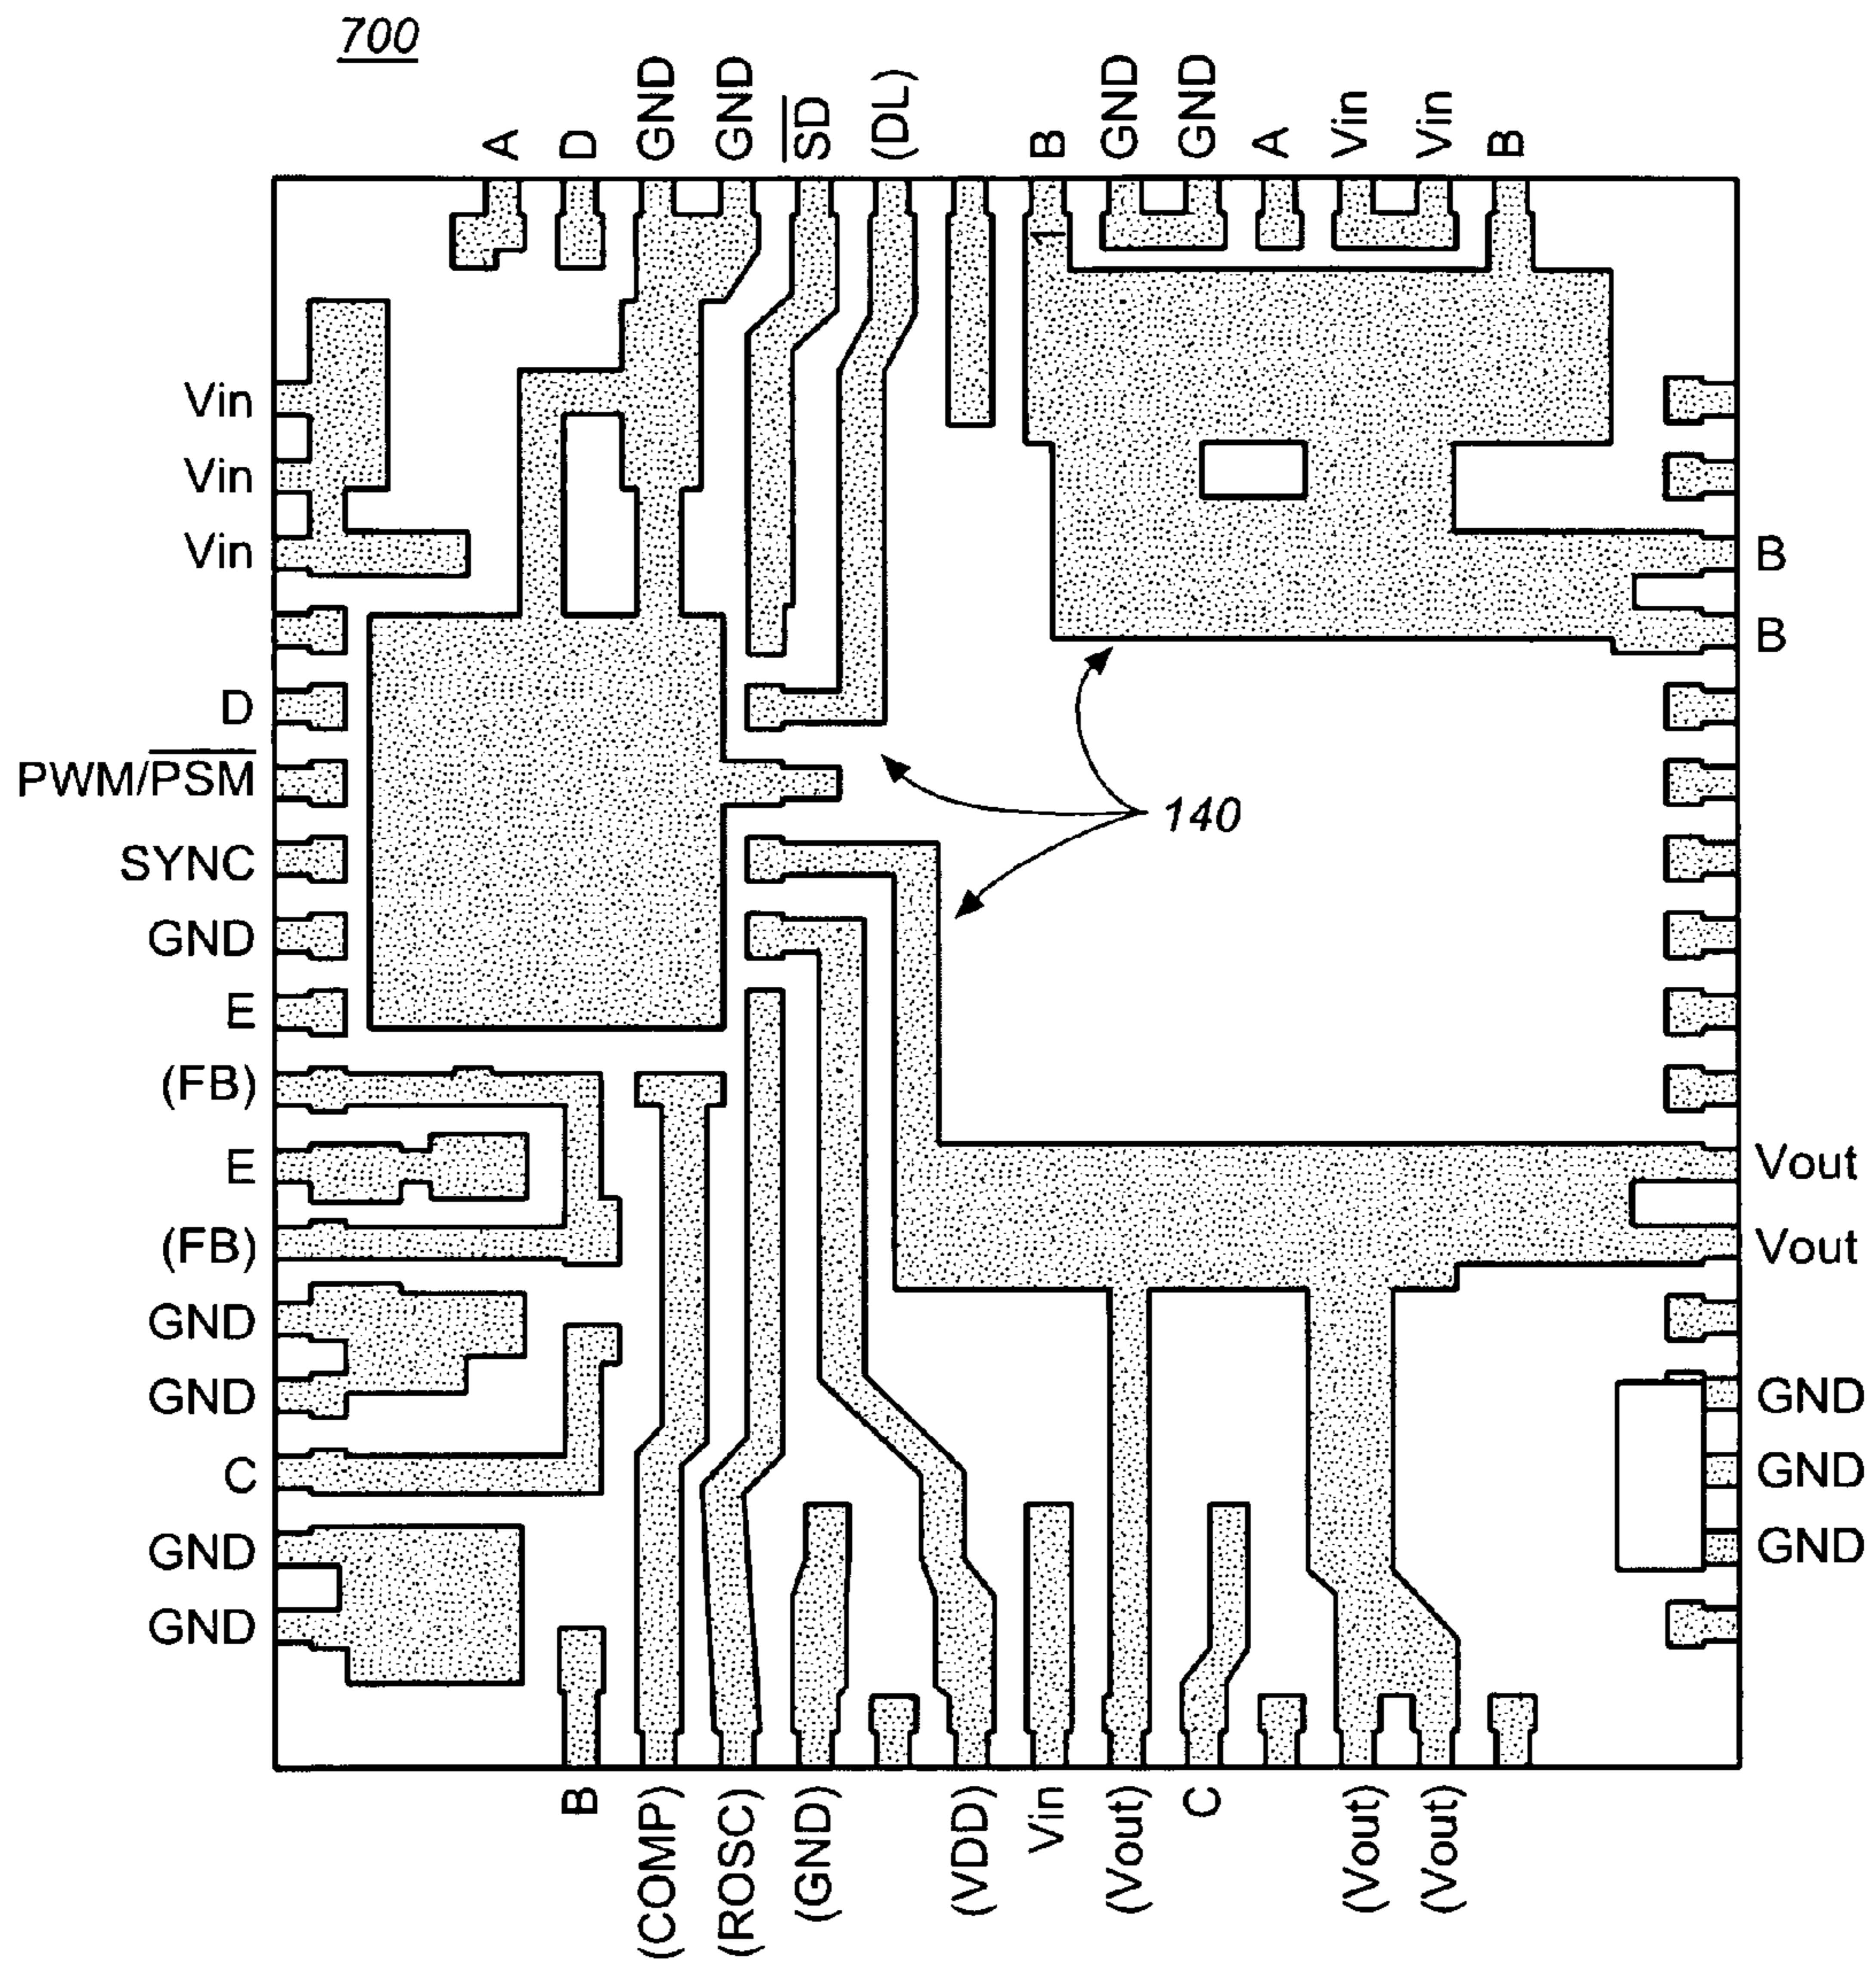 700
A
D
GND
GND
SD
(DL)
B
GND
GND
A
Vin
Vin
B
1
Vin
Vin
Vin
D
PWM/PSM
SYNC
GND
E
(FB)
E
(FB)
GND
GND
C
GND
GND
140
B
B
Vout
Vout
GND
GND
GND
B
(COMP)
(ROSC)
(GND)
(VDD)
Vin
(Vout)
C
(Vout)
(Vout)